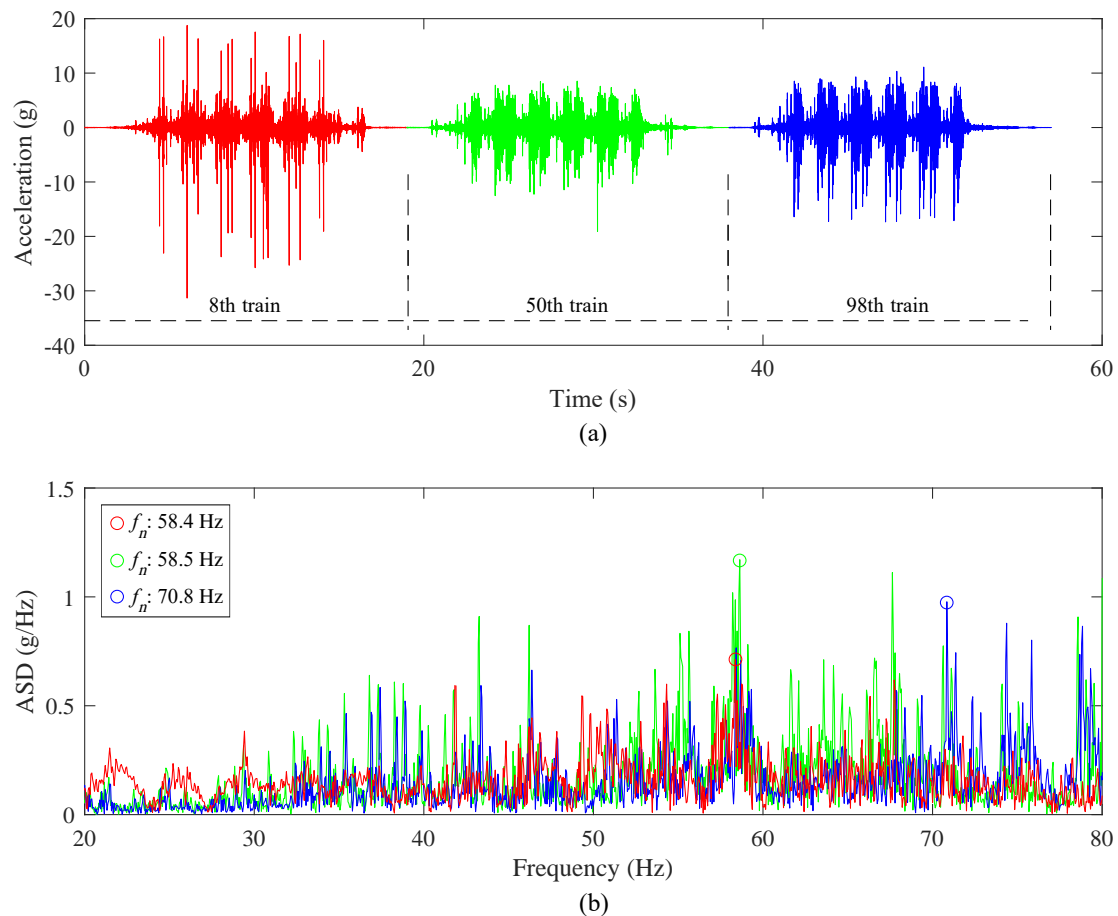 20
10
0
-10
-20
-30
-40
Acceleration (g)
8th train
50th train
98th train
0
20
40
60
Time (s)
(a)
1.5
1
0.5
0
ASD (g/Hz)
fn: 58.4 Hz
fn: 58.5 Hz
fn: 70.8 Hz
20
30
40
50
60
70
80
Frequency (Hz)
(b)